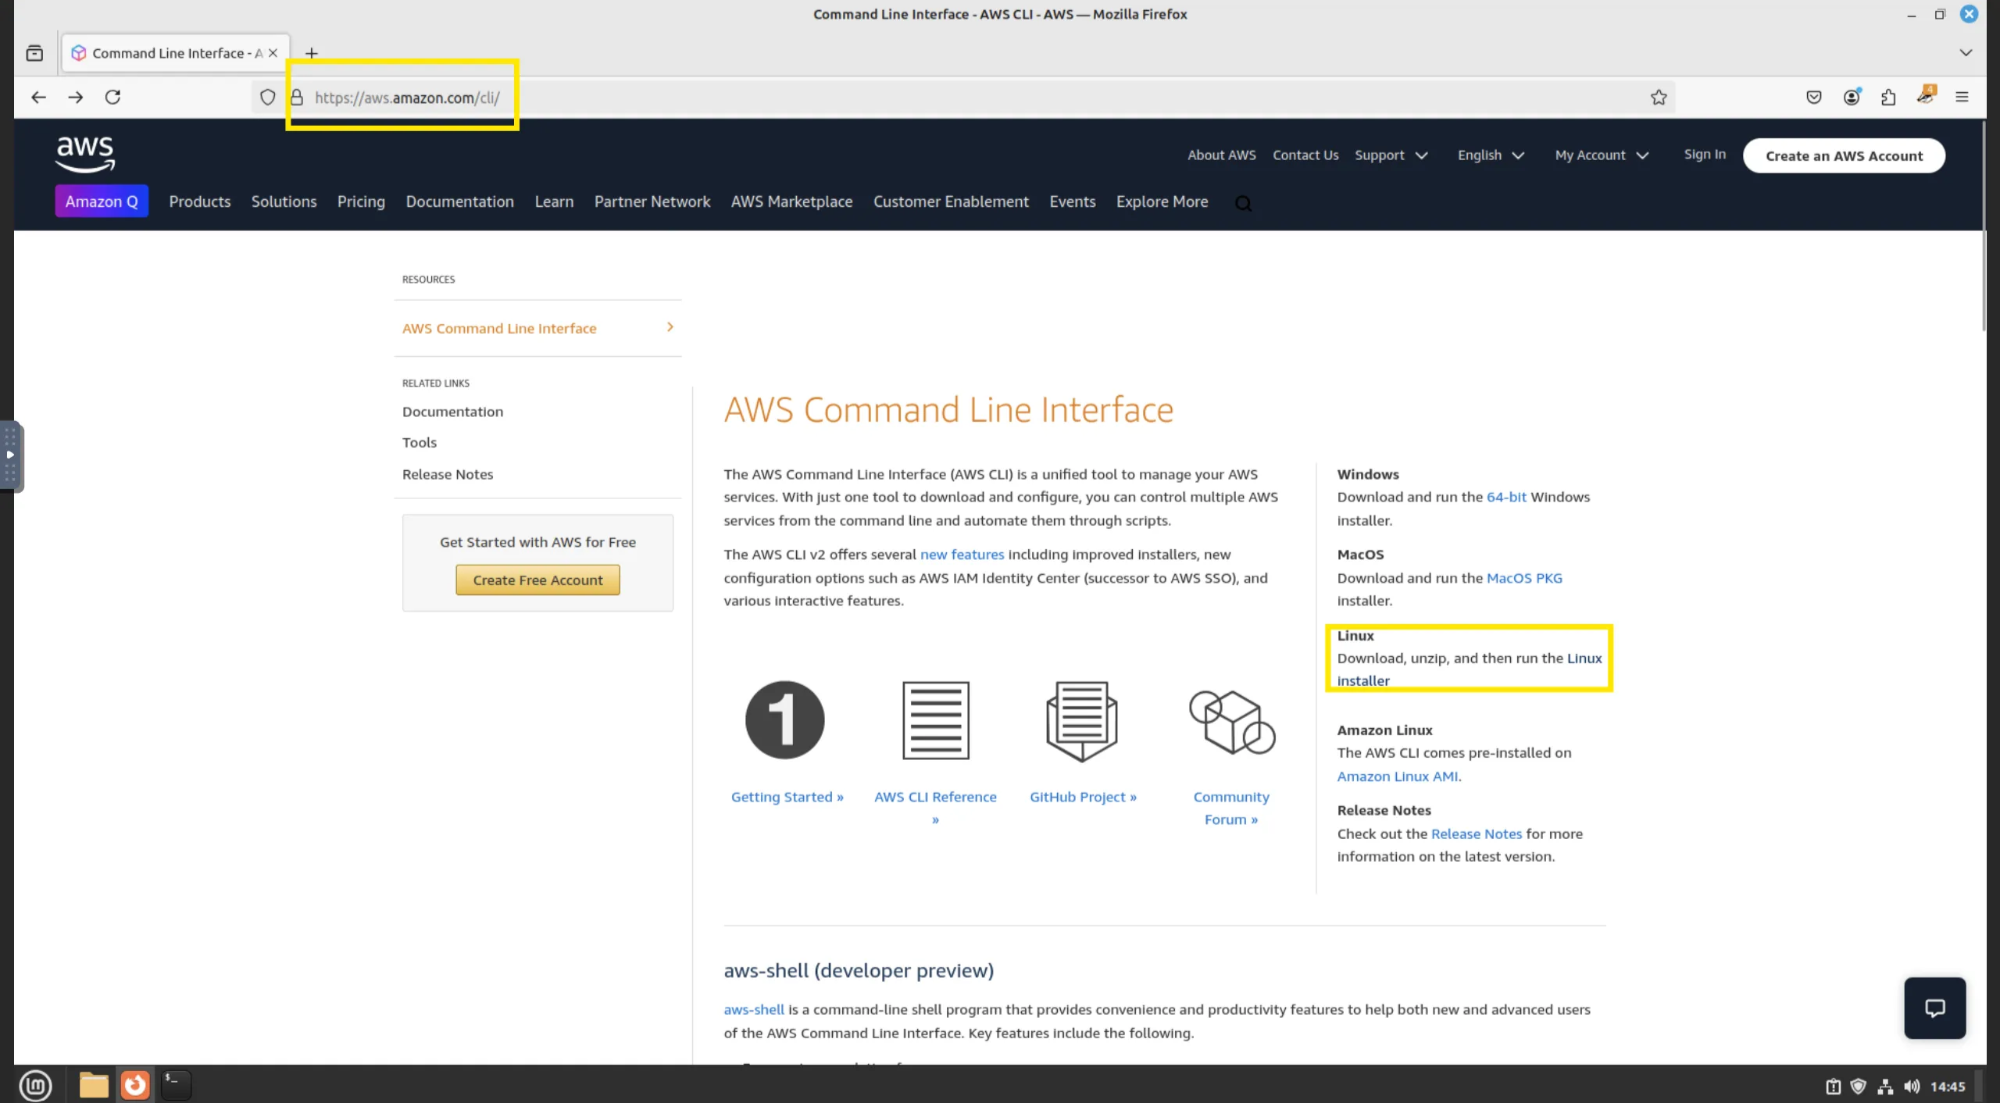 Command Line Interface - AWS CLI - AWS — Mozilla Firefox
Command Line Interface - A
https://aws.amazon.com/cli/
4
aws
About AWS Contact Us Support English My Account Sign In Create an AWS Account
Amazon Q Products Solutions Pricing Documentation Learn Partner Network AWS Marketplace Customer Enablement Events Explore More
RESOURCES
AWS Command Line Interface
RELATED LINKS
Documentation
Tools
Release Notes
Get Started with AWS for Free
Create Free Account
AWS Command Line Interface
The AWS Command Line Interface (AWS CLI) is a unified tool to manage your AWS
services. With just one tool to download and configure, you can control multiple AWS
services from the command line and automate them through scripts.
The AWS CLI v2 offers several new features including improved installers, new
configuration options such as AWS IAM Identity Center (successor to AWS SSO), and
various interactive features.
1
Getting Started »
AWS CLI Reference
»
GitHub Project »
Community
Forum »
Windows
Download and run the 64-bit Windows
installer.
MacOS
Download and run the MacOS PKG
installer.
Linux
Download, unzip, and then run the Linux
installer
Amazon Linux
The AWS CLI comes pre-installed on
Amazon Linux AMI.
Release Notes
Check out the Release Notes for more
information on the latest version.
aws-shell (developer preview)
aws-shell is a command-line shell program that provides convenience and productivity features to help both new and advanced users
of the AWS Command Line Interface. Key features include the following.
14:45